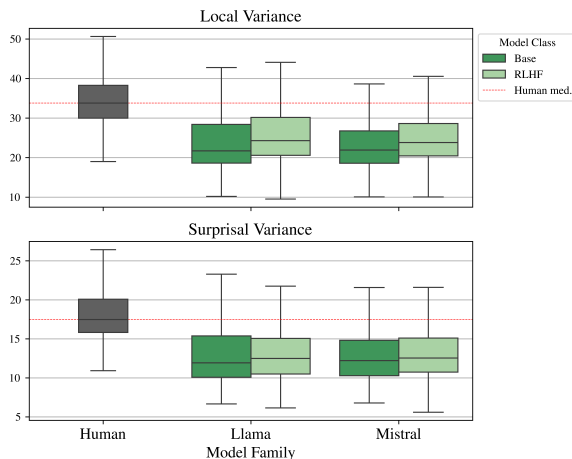 Local Variance
50
40
30
20
10
Model Class
Base
RLHF
Human med.
Surprisal Variance
25
20
15
10
5
Human Llama Mistral
Model Family